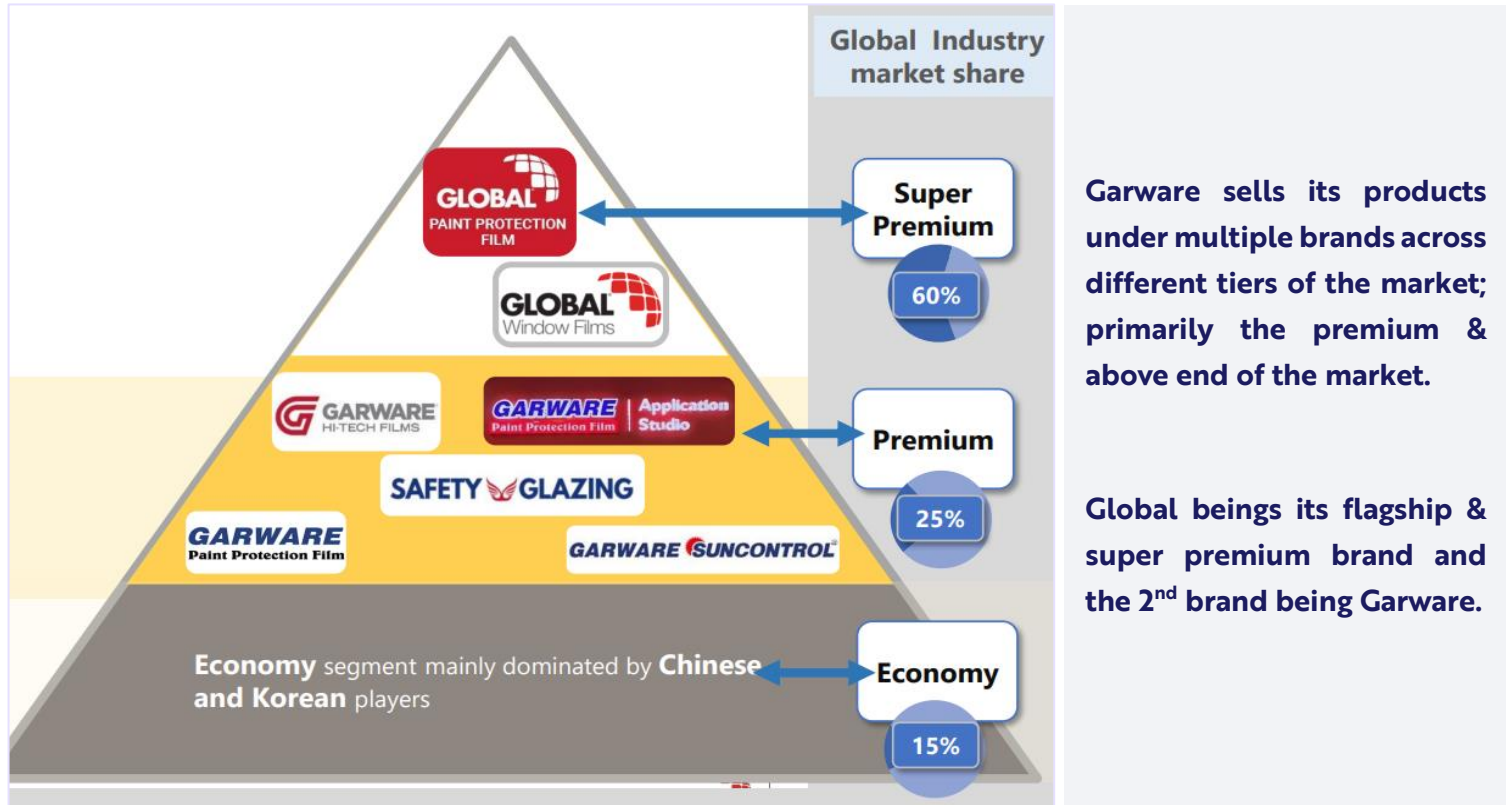 Global Industry
market share
GLOBAL
PAINT PROTECTION
FILM
Super
Premium
60%
GLOBAL
Window Films
GARWARE
HI-TECH FILMS
GARWARE
Paint Protection Film
Application
Studio
Premium
25%
SAFETY GLAZING
GARWARE
Paint Protection Film
GARWARE SUNCONTROL®
Economy segment mainly dominated by Chinese
and Korean players
Economy
15%
Garware sells its products
under multiple brands across
different tiers of the market;
primarily the premium &
above end of the market.
Global beings its flagship &
super premium brand and
the 2nd brand being Garware.